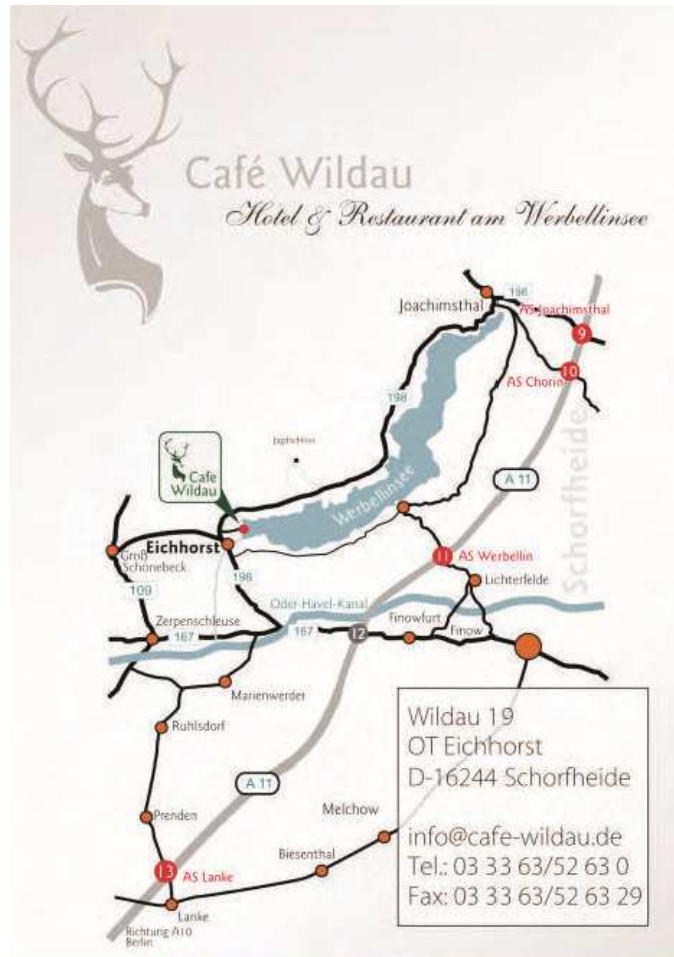 Café Wildau
Hotel & Restaurant am Werbellinsee
198
Joachimsthal
AS Joachimsthal
9
10
AS Chorin
198
Schorfheide
Jagdschloss
Cafe
Wildau
Werbellinsee
A 11
Eichhorst
Groß
Schönebeck
11
AS Werbellin
198
109
Lichterfelde
Oder-Havel-Kanal
Zerpenschleuse
167
167
12
Finowfurt
Finow
Marienwerder
Ruhlsdorf
A 11
Prenden
Melchow
Biesenthal
13
AS Lanke
Lanke
Richtung A10
Berlin
Wildau 19
OT Eichhorst
D-16244 Schorfheide
info@cafe-wildau.de
Tel.: 03 33 63/52 63 0
Fax: 03 33 63/52 63 29